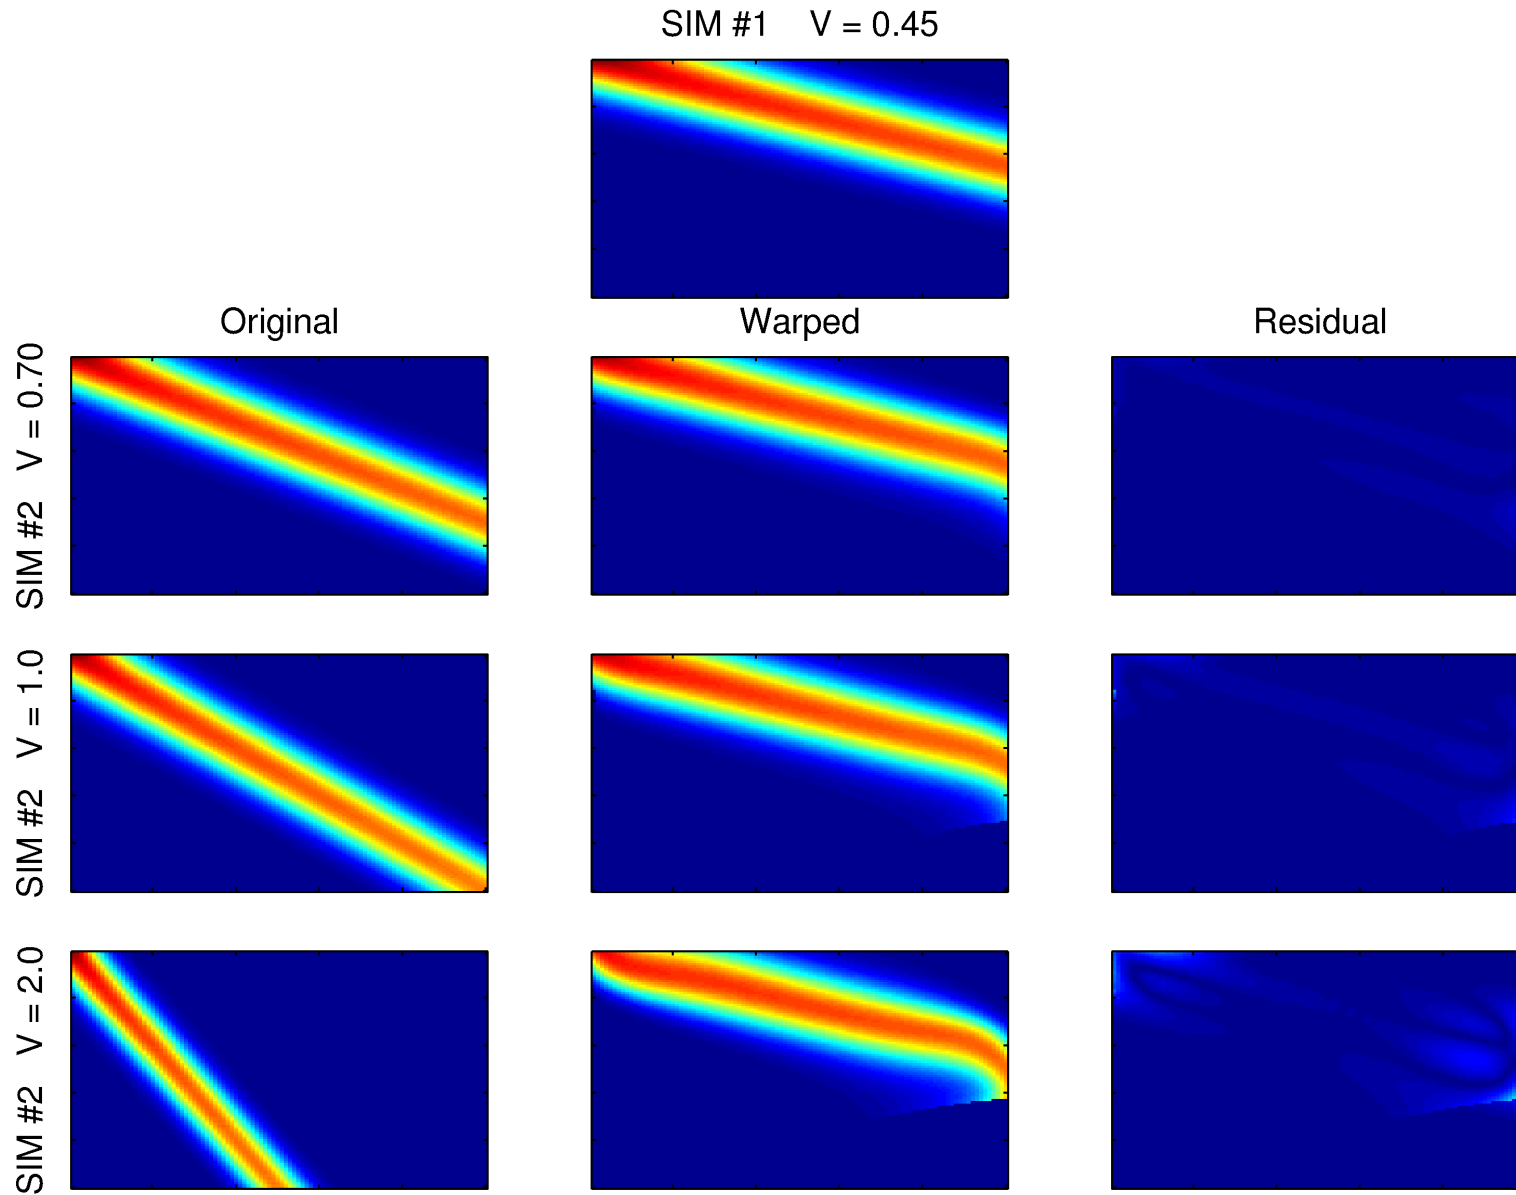 SIM #1 V = 0.45
Original Warped Residual
SIM #2 V = 0.70
SIM #2 V = 1.0
SIM #2 V = 2.0